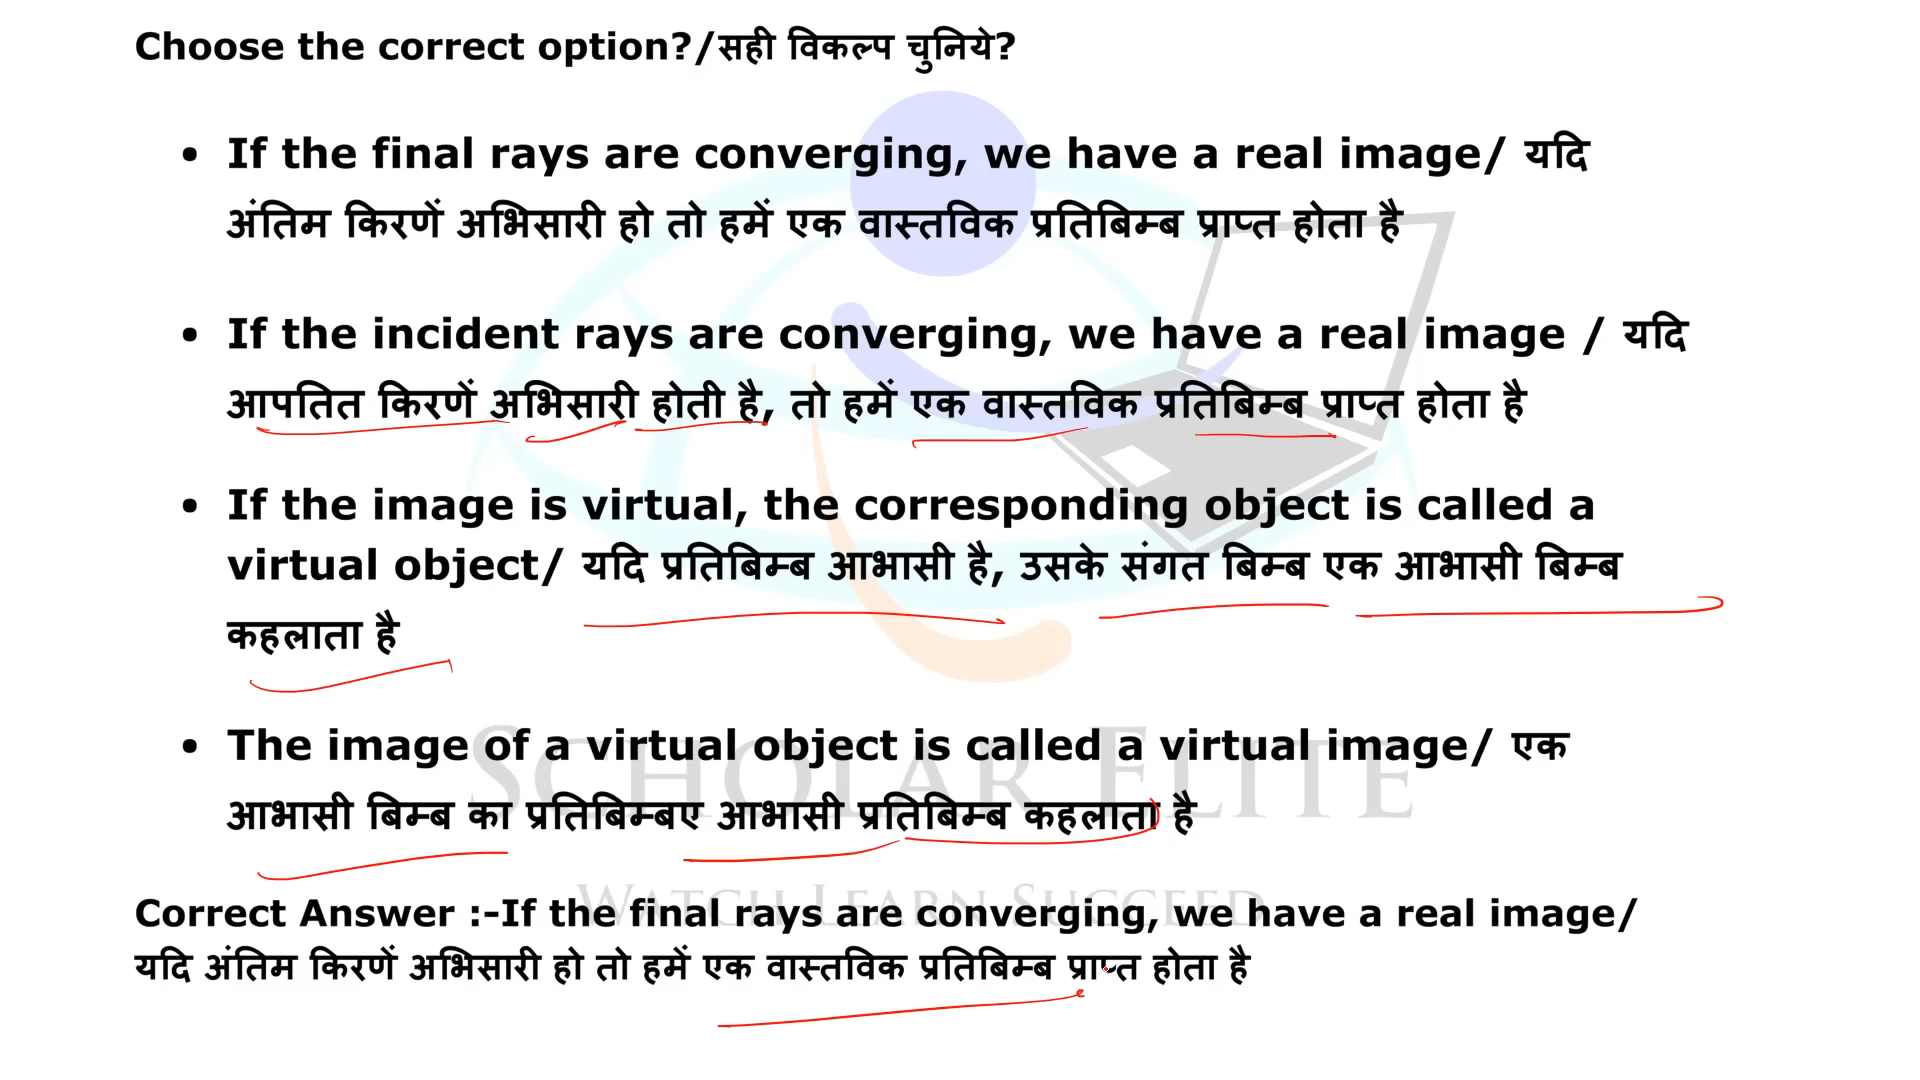 Choose the correct option?/सही विकल्प चुनिये?
• If the final rays are converging, we have a real image/ यदि
अंतिम किरणें अभिसारी हो तो हमें एक वास्तविक प्रतिबिम्ब प्राप्त होता है
• If the incident rays are converging, we have a real image / यदि
आपतित किरणें अभिसारी होती है, तो हमें एक वास्तविक प्रतिबिम्ब प्राप्त होता है
• If the image is virtual, the corresponding object is called a
virtual object/ यदि प्रतिबिम्ब आभासी है, उसके संगत बिम्ब एक आभासी बिम्ब
कहलाता है
• The image of a virtual object is called a virtual image/ एक
आभासी बिम्ब का प्रतिबिम्बए आभासी प्रतिबिम्ब कहलाता है
SCHOLAR ELITE
WATCH LEARN SUCCEED
Correct Answer :-If the final rays are converging, we have a real image/
यदि अंतिम किरणें अभिसारी हो तो हमें एक वास्तविक प्रतिबिम्ब प्राप्त होता है